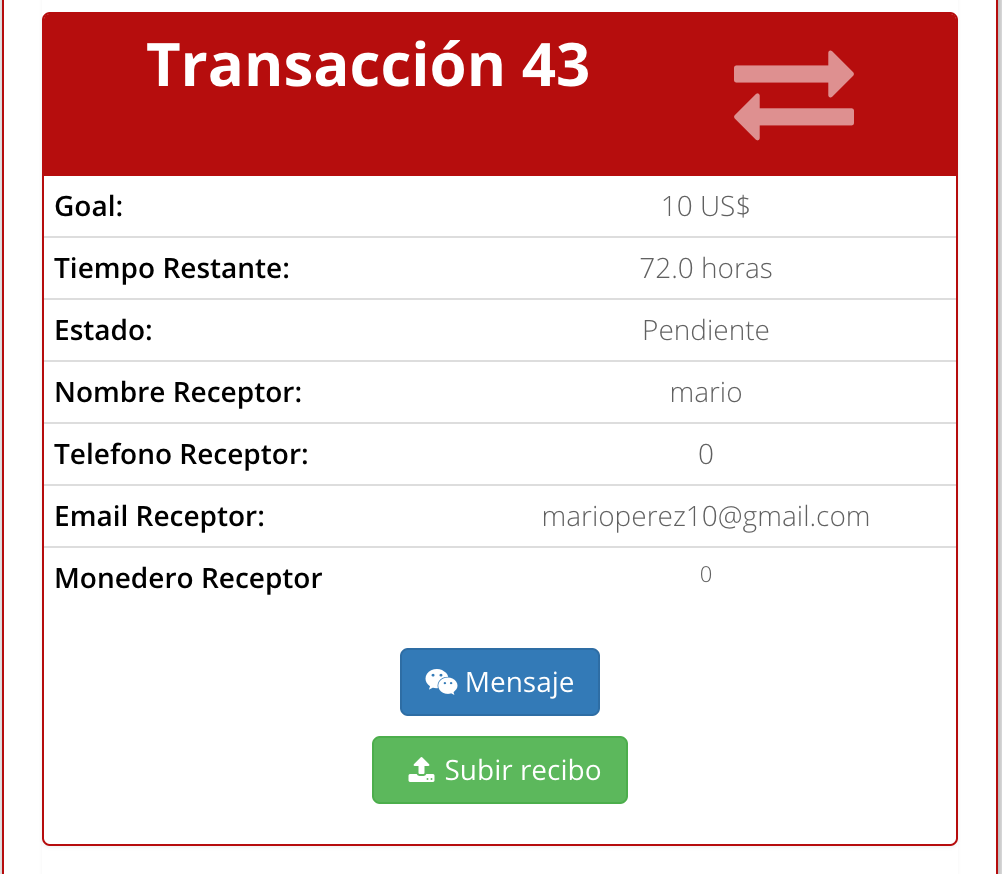 Transacción 43
Goal: 10 US$
Tiempo Restante: 72.0 horas
Estado: Pendiente
Nombre Receptor: mario
Telefono Receptor: 0
Email Receptor: marioperez10@gmail.com
Monedero Receptor 0
Mensaje
Subir recibo